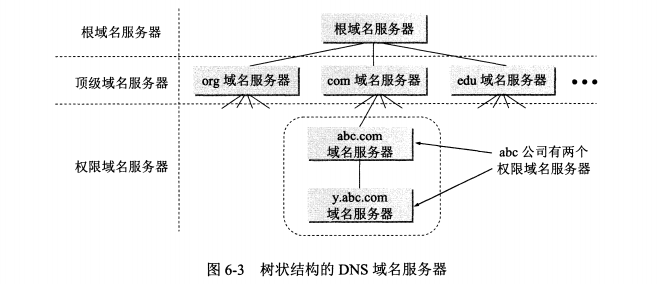 根域名服务器
根域名服务器
顶级域名服务器
org 域名服务器
com 域名服务器
edu 域名服务器
权限域名服务器
abc.com
域名服务器
y.abc.com
域名服务器
abc 公司有两个
权限域名服务器
图 6-3 树状结构的 DNS 域名服务器